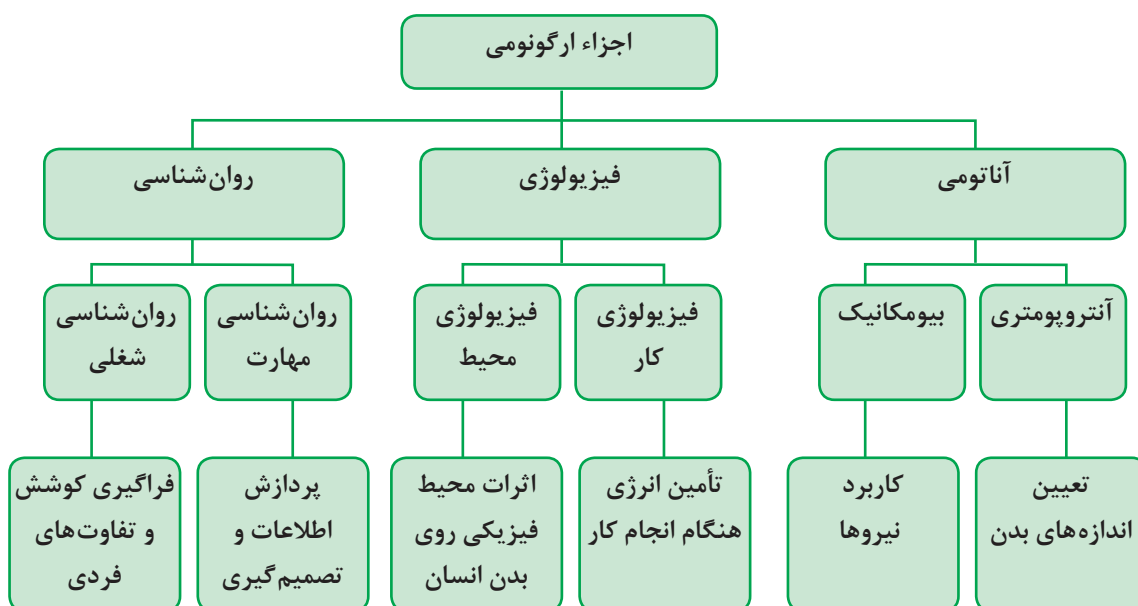 اجزاء ارگونومی
آناتومی
فیزیولوژی
روان‌شناسی
آنتروپومتری
بیومکانیک
فیزیولوژی
کار
فیزیولوژی
محیط
روان‌شناسی
مهارت
روان‌شناسی
شغلی
تعیین
اندازه‌های بدن
کاربرد
نیروها
تأمین انرژی
هنگام انجام کار
اثرات محیط
فیزیکی روی
بدن انسان
پردازش
اطلاعات و
تصمیم‌گیری
فراگیری کوشش
و تفاوت‌های
فردی